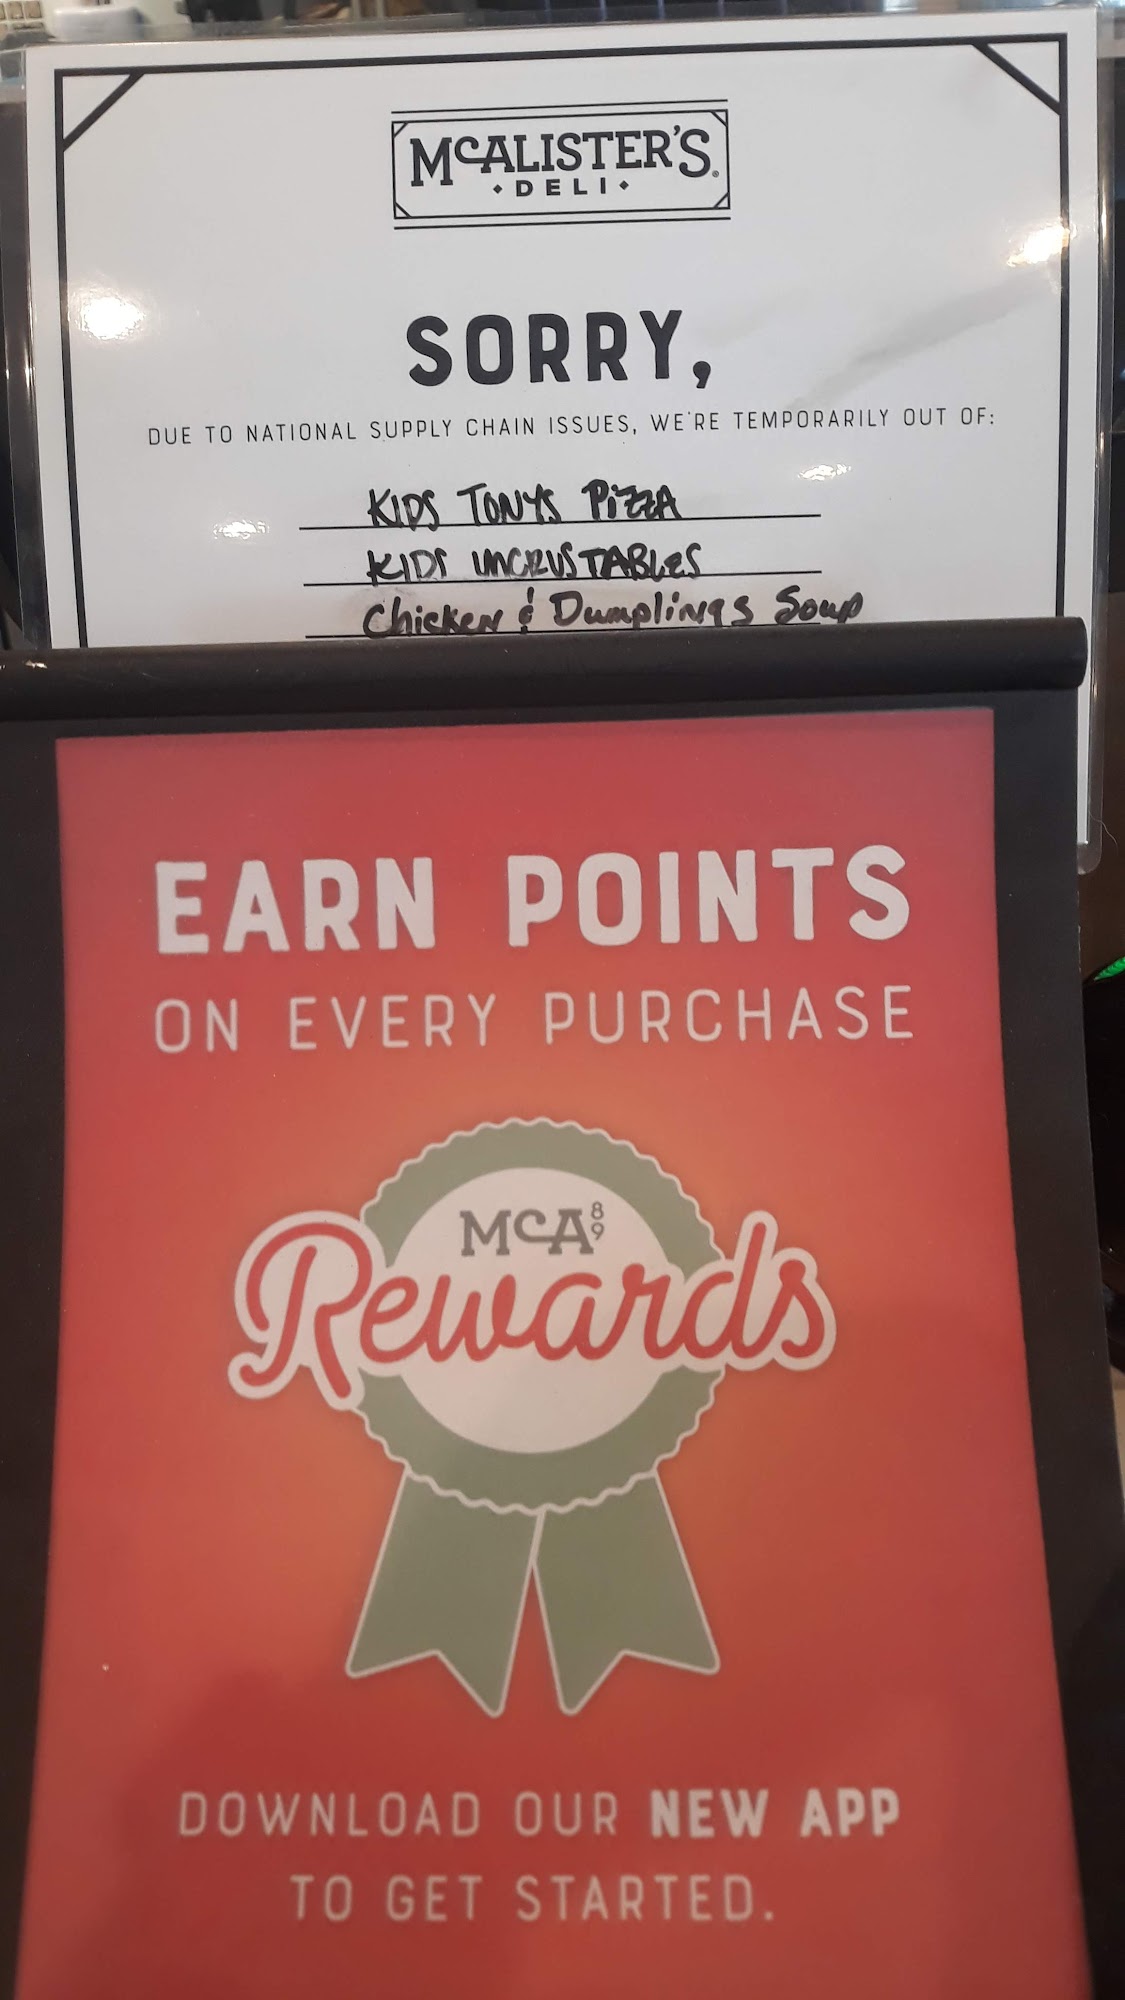 McALISTER'S®
DELI
SORRY,
DUE TO NATIONAL SUPPLY CHAIN ISSUES, WE'RE TEMPORARILY OUT OF:
KIDS TONYS PIZZA
KIDS UNCRUSTABLES
Chicken & Dumplings Soup
EARN POINTS
ON EVERY PURCHASE
McA 89
Rewards
DOWNLOAD OUR NEW APP
TO GET STARTED.